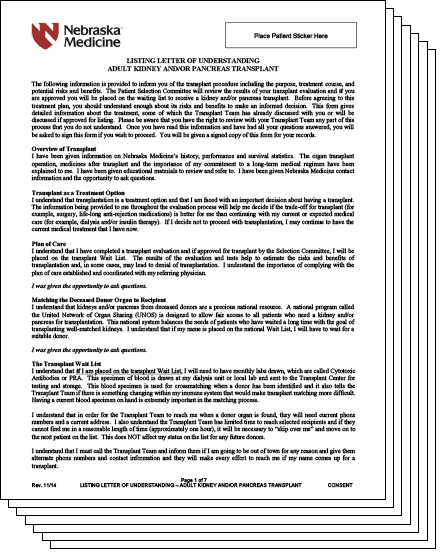 Nebraska
Medicine
Place Patient Sticker Here
LISTING LETTER OF UNDERSTANDING
ADULT KIDNEY AND/OR PANCREAS TRANSPLANT
The following information is provided to inform you of the transplant procedure including the purpose, treatment course, and
potential risks and benefits. The Patient Selection Committee will review the results of your transplant evaluation and if you
are approved you will be placed on the waiting list to receive a kidney and/or pancreas transplant. Before agreeing to this
treatment plan, you should understand enough about its risks and benefits to make an informed decision. This form gives
detailed information about the treatment, some of which the Transplant Team has already discussed with you or will be
discussed if approved for listing. Please be aware that you have the right to review with your Transplant Team any part of this
process that you do not understand. Once you have read this information and have had all your questions answered, you will
be asked to sign this form if you wish to proceed. You will be given a signed copy of this form for your records.
Overview of Transplant
I have been given information on Nebraska Medicine's history, performance and survival statistics. The organ transplant
operation, medicines after transplant and the importance of my commitment to a long-term medical regimen have been
explained to me. I have been given educational materials to review and refer to. I have been given Nebraska Medicine contact
information and the opportunity to ask questions.
Transplant as a Treatment Option
I understand that transplantation is a treatment option and that I am faced with an important decision about having a transplant.
The information being provided to me throughout the evaluation process will help me decide if the trade-off for transplant (for
example, surgery, life-long anti-rejection medications) is better for me than continuing with my current or expected medical
care (for example, dialysis and/or insulin therapy). If I decide not to proceed with transplantation, I may continue to have the
current medical treatment that I have now.
Plan of Care
I understand that I have completed a transplant evaluation and if approved for transplant by the Selection Committee, I will be
placed on the transplant Wait List. The results of the evaluation and tests help to estimate the risks and benefits of
transplantation and, in some cases, may lead to denial of transplantation. I understand the importance of complying with the
plan of care established and coordinated with my referring physician.
I was given the opportunity to ask questions.
Matching the Deceased Donor Organ to Recipient
I understand that kidneys and/or pancreas from deceased donors are a precious national resource. A national program called
the United Network of Organ Sharing (UNOS) is designed to allow fair access to all patients who need a kidney and/or
pancreas for transplantation. This national system balances the needs of patients who have waited a long time with the goal of
transplanting well-matched kidneys. I understand that if my name is placed on the national Wait List, I will have to wait for a
suitable donor.
I was given the opportunity to ask questions.
The Transplant Wait List
I understand that if I am placed on the transplant Wait List, I will need to have monthly labs drawn, which are called Cytotoxic
Antibodies or PRA. This specimen of blood is drawn at my dialysis unit or local lab and sent to the Transplant Center for
testing and storage. This blood specimen is used for crossmatching when a donor has been identified and it also tells the
Transplant Team if there is something changing within my immune system that would make transplant matching more difficult.
Having a current blood specimen on hand is extremely important in the matching process.
I understand that in order for the Transplant Team to reach me when a donor organ is found, they will need current phone
numbers and a current address. I also understand the Transplant Team has limited time to reach selected recipients and if they
cannot find me in a reasonable length of time (approximately one hour), it will be necessary to "skip over me" and move on to
the next patient on the list. This does NOT affect my status on the list for any future donors.
I understand that I must call the Transplant Team and inform them if I am going to be out of town for any reason and give them
alternate phone numbers and contact information and they will make every effort to reach me if my name comes up for a
transplant.
Page 1 of 7
Rev. 11/14 LISTING LETTER OF UNDERSTANDING – ADULT KIDNEY AND/OR PANCREAS TRANSPLANT CONSENT